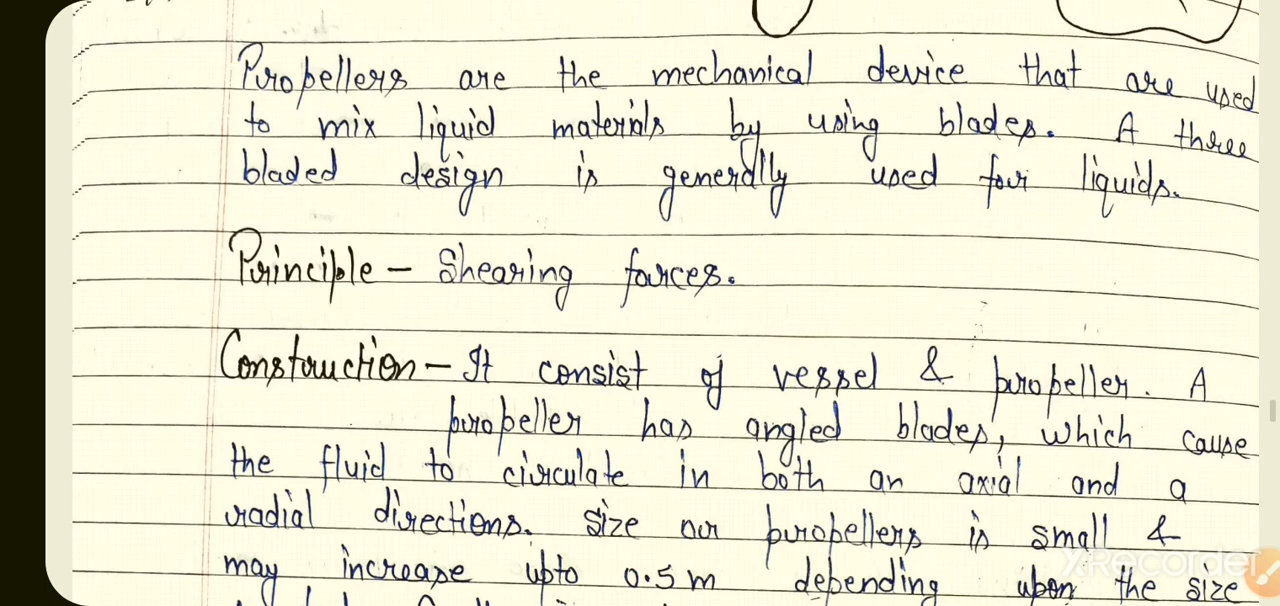 Propellers are the mechanical device that are used
to mix liquid materials by using blades. A three
bladed design is generally used for liquids.
Principle - Shearing forces.
Construction - It consist of vessel & propeller. A
propeller has angled blades, which cause
the fluid to circulate in both an axial and a
radial directions. Size or propellers is small &
may increase upto 0.5m depending upon the size
XRecorder